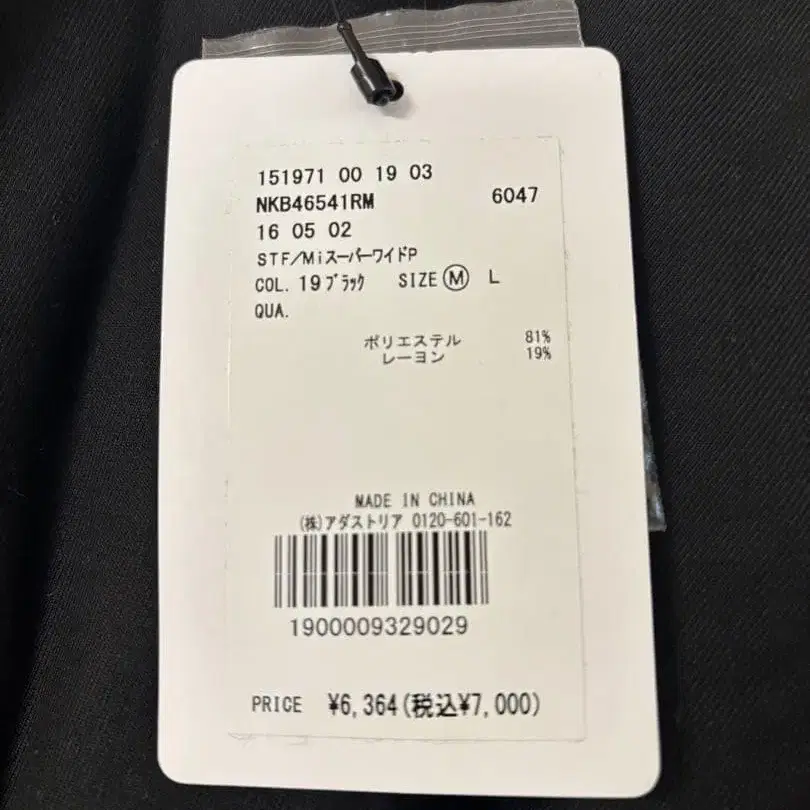 151971 00 19 03
NKB46541RM 6047
16 05 02
STF/MiスーパーワイドP
COL. 19ブラック SIZE Ⓜ L
QUA.
ポリエステル 81%
レーヨン 19%
MADE IN CHINA
(株)アダストリア 0120-601-162
1900009329029
PRICE ¥6,364(税込¥7,000)